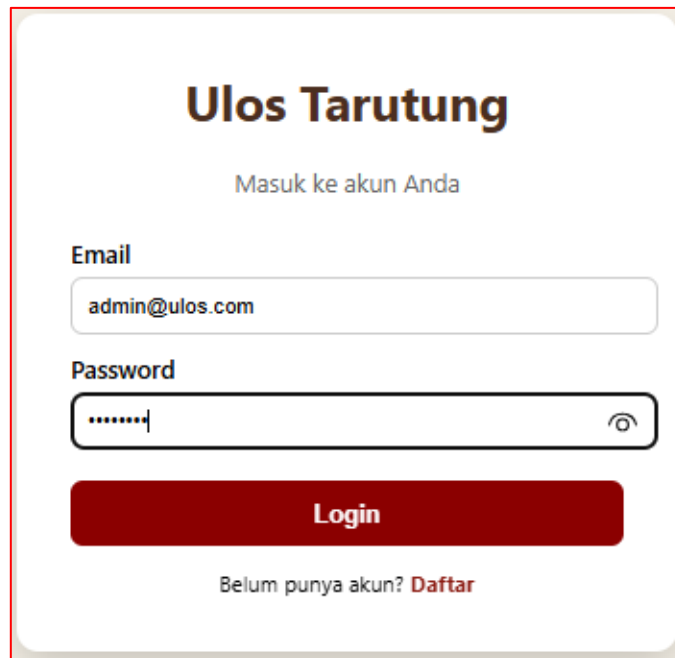 Ulos Tarutung
Masuk ke akun Anda
Email
admin@ulos.com
Password
••••••••
Login
Belum punya akun? Daftar